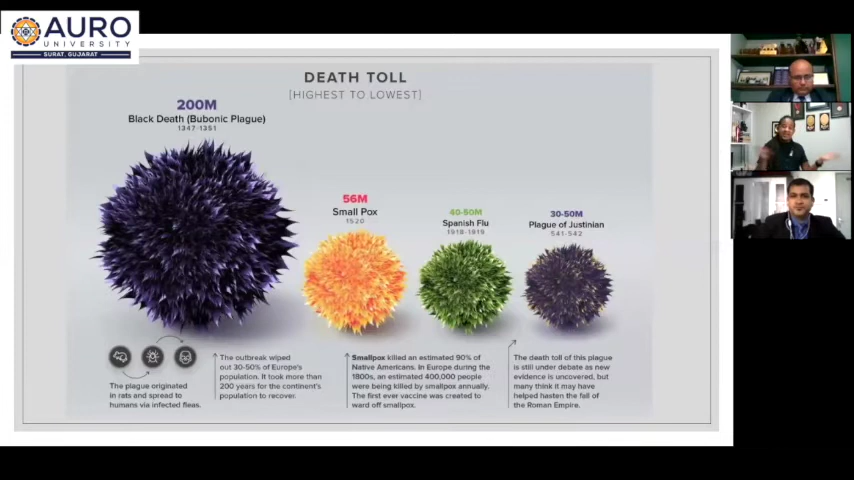 AURO
UNIVERSITY
SURAT, GUJARAT
DEATH TOLL
[HIGHEST TO LOWEST]
200M
Black Death (Bubonic Plague)
1347-1351
56M
Small Pox
1520
40-50M
Spanish Flu
1918-1919
30-50M
Plague of Justinian
541-542
The plague originated
in rats and spread to
humans via infected fleas.
The outbreak wiped
out 30-50% of Europe's
population. It took more than
200 years for the continent's
population to recover.
Smallpox killed an estimated 90% of
Native Americans. In Europe during the
1800s, an estimated 400,000 people
were being killed by smallpox annually.
The first ever vaccine was created to
ward off smallpox.
The death toll of this plague
is still under debate as new
evidence is uncovered, but
many think it may have
helped hasten the fall of
the Roman Empire.